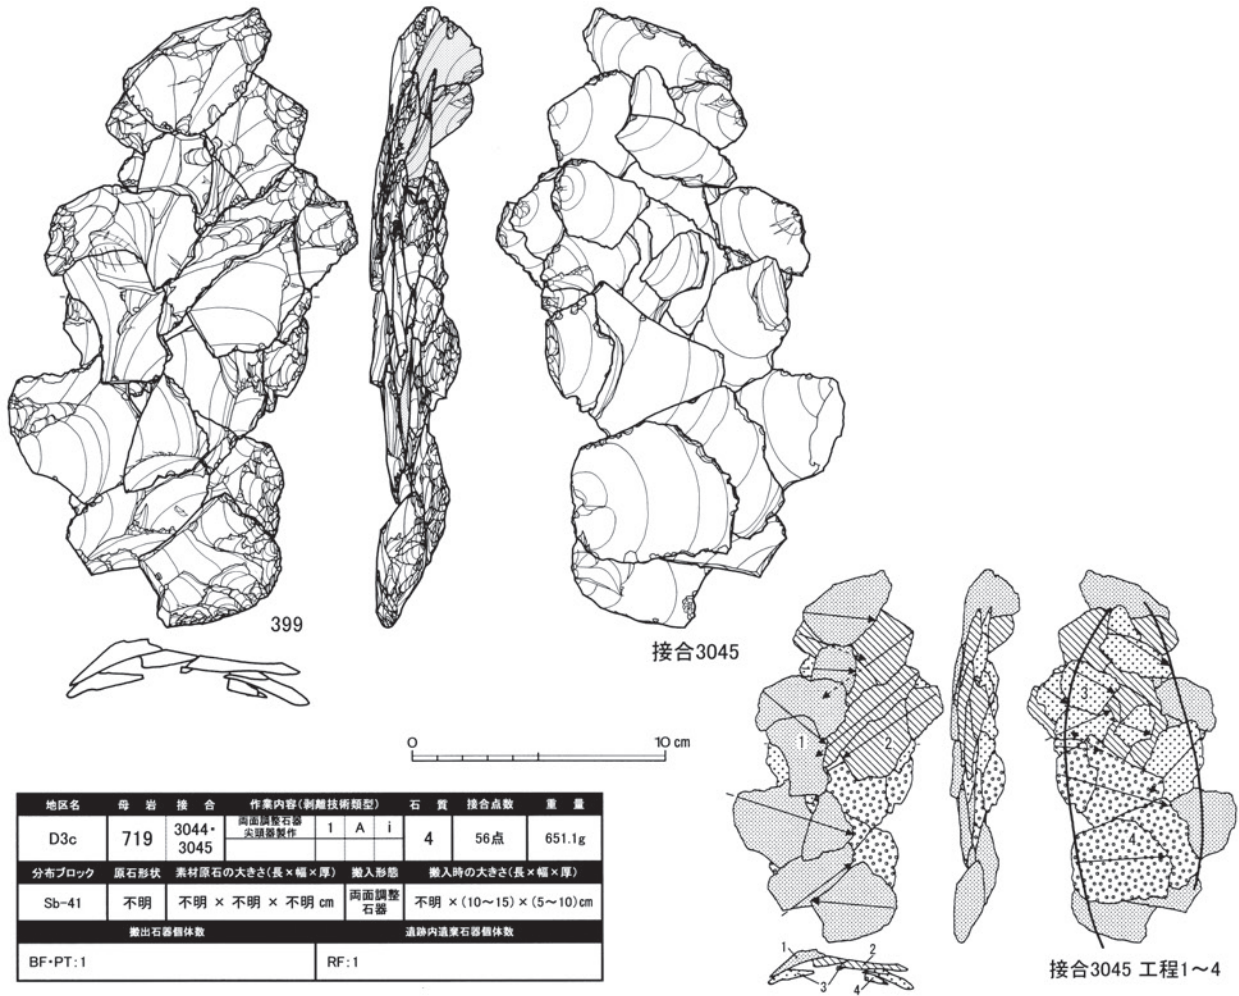 399
接合3045
0 10 cm
1 2
3
4
1 2
3 4
接合3045 工程1～4
地区名 母岩 接合 作業内容(剥離技術類型) 石質 接合点数 重量
D3c 719 3044・3045 両面調整石器 尖頭器製作 1 A i 4 56点 651.1g
分布ブロック 原石形状 素材原石の大きさ(長×幅×厚) 搬入形態 搬入時の大きさ(長×幅×厚)
Sb-41 不明 不明 × 不明 × 不明 cm 両面調整石器 不明 ×(10～15)×(5～10)cm
搬出石器個体数 遺跡内遺棄石器個体数
BF・PT：1 RF：1